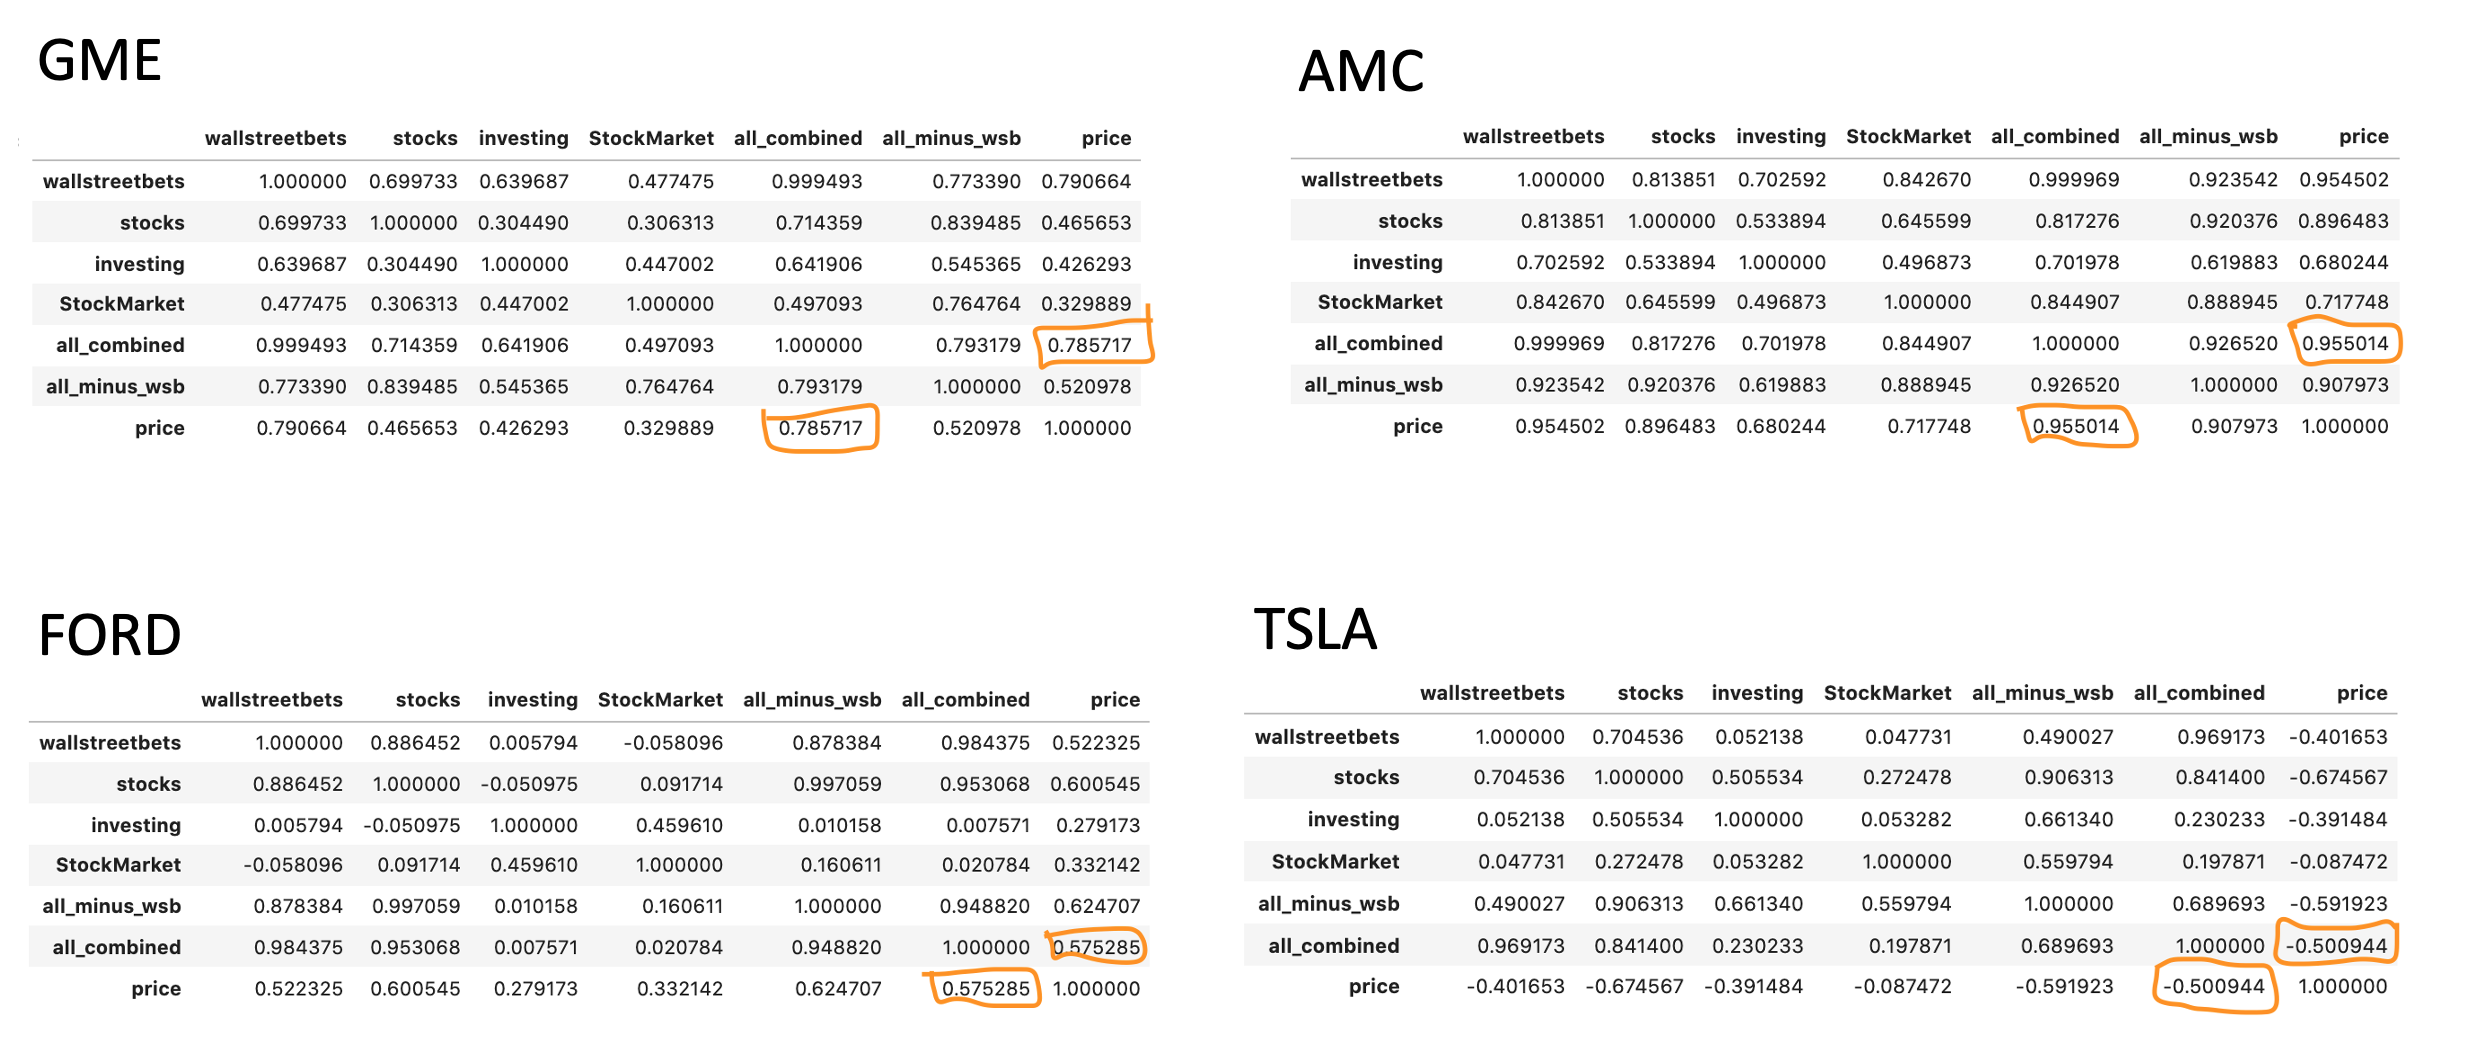 GME
wallstreetbets stocks investing StockMarket all_combined all_minus_wsb price
wallstreetbets 1.000000 0.699733 0.639687 0.477475 0.999493 0.773390 0.790664
stocks 0.699733 1.000000 0.304490 0.306313 0.714359 0.839485 0.465653
investing 0.639687 0.304490 1.000000 0.447002 0.641906 0.545365 0.426293
StockMarket 0.477475 0.306313 0.447002 1.000000 0.497093 0.764764 0.329889
all_combined 0.999493 0.714359 0.641906 0.497093 1.000000 0.793179 0.785717
all_minus_wsb 0.773390 0.839485 0.545365 0.764764 0.793179 1.000000 0.520978
price 0.790664 0.465653 0.426293 0.329889 0.785717 0.520978 1.000000
AMC
wallstreetbets stocks investing StockMarket all_combined all_minus_wsb price
wallstreetbets 1.000000 0.813851 0.702592 0.842670 0.999969 0.923542 0.954502
stocks 0.813851 1.000000 0.533894 0.645599 0.817276 0.920376 0.896483
investing 0.702592 0.533894 1.000000 0.496873 0.701978 0.619883 0.680244
StockMarket 0.842670 0.645599 0.496873 1.000000 0.844907 0.888945 0.717748
all_combined 0.999969 0.817276 0.701978 0.844907 1.000000 0.926520 0.955014
all_minus_wsb 0.923542 0.920376 0.619883 0.888945 0.926520 1.000000 0.907973
price 0.954502 0.896483 0.680244 0.717748 0.955014 0.907973 1.000000
FORD
wallstreetbets stocks investing StockMarket all_minus_wsb all_combined price
wallstreetbets 1.000000 0.886452 0.005794 -0.058096 0.878384 0.984375 0.522325
stocks 0.886452 1.000000 -0.050975 0.091714 0.997059 0.953068 0.600545
investing 0.005794 -0.050975 1.000000 0.459610 0.010158 0.007571 0.279173
StockMarket -0.058096 0.091714 0.459610 1.000000 0.160611 0.020784 0.332142
all_minus_wsb 0.878384 0.997059 0.010158 0.160611 1.000000 0.948820 0.624707
all_combined 0.984375 0.953068 0.007571 0.020784 0.948820 1.000000 0.575285
price 0.522325 0.600545 0.279173 0.332142 0.624707 0.575285 1.000000
TSLA
wallstreetbets stocks investing StockMarket all_minus_wsb all_combined price
wallstreetbets 1.000000 0.704536 0.052138 0.047731 0.490027 0.969173 -0.401653
stocks 0.704536 1.000000 0.505534 0.272478 0.906313 0.841400 -0.674567
investing 0.052138 0.505534 1.000000 0.053282 0.661340 0.230233 -0.391484
StockMarket 0.047731 0.272478 0.053282 1.000000 0.559794 0.197871 -0.087472
all_minus_wsb 0.490027 0.906313 0.661340 0.559794 1.000000 0.689693 -0.591923
all_combined 0.969173 0.841400 0.230233 0.197871 0.689693 1.000000 -0.500944
price -0.401653 -0.674567 -0.391484 -0.087472 -0.591923 -0.500944 1.000000